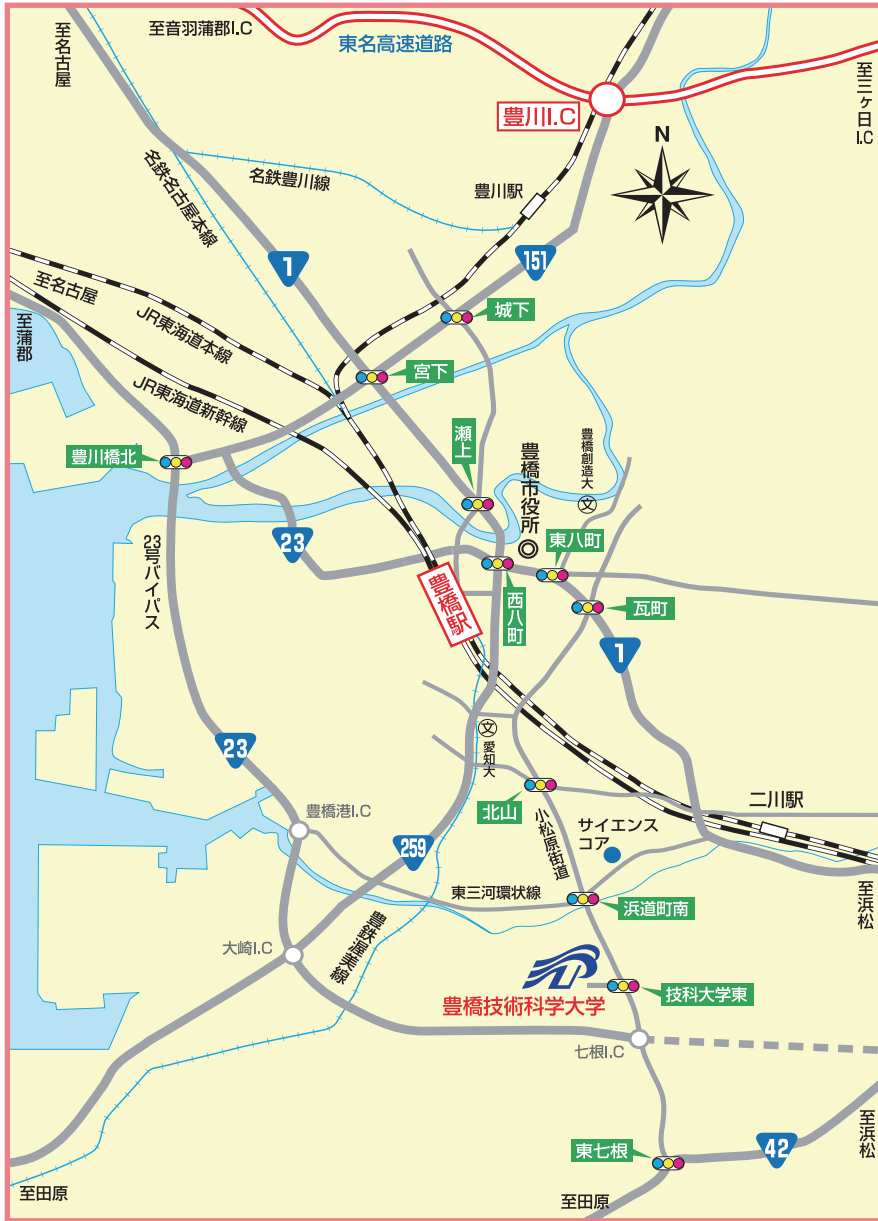 至名古屋
至音羽蒲郡I.C
東名高速道路
豊川I.C
至三ヶ日I.C
N
名鉄名古屋本線
名鉄豊川線
豊川駅
1
151
至名古屋
JR東海道本線
城下
至蒲郡
JR東海道新幹線
宮下
豊川橋北
瀬上
豊橋市役所
豊橋創造大
文
23号バイパス
23
東八町
豊橋駅
西八町
瓦町
1
23
文
愛知大
豊橋港I.C
北山
小松原街道
サイエンス
コア
二川駅
259
東三河環状線
浜道町南
至浜松
大崎I.C
豊鉄渥美線
豊橋技術科学大学
技科大学東
七根I.C
東七根
42
至浜松
至田原
至田原